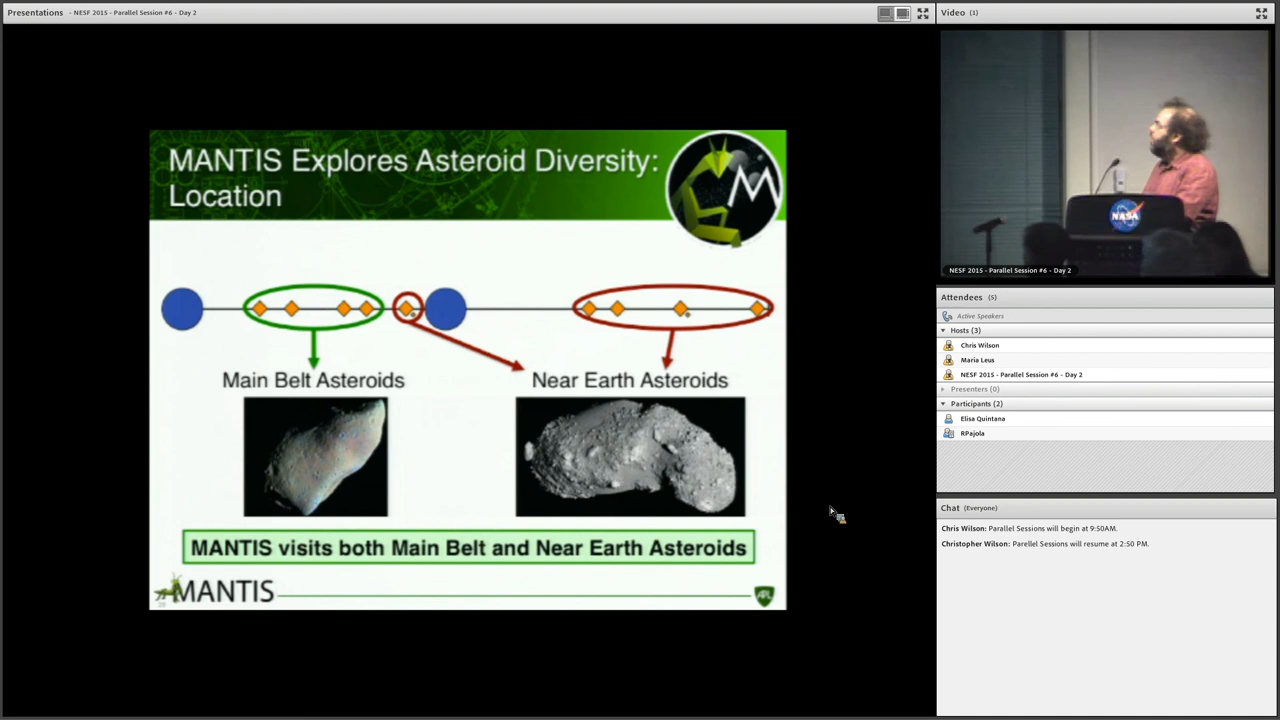 Presentations - NESF 2015 - Parallel Session #6 - Day 2
MANTIS Explores Asteroid Diversity:
Location
M
Main Belt Asteroids
Near Earth Asteroids
MANTIS visits both Main Belt and Near Earth Asteroids
MANTIS
APL
Video (1)
NASA
NESF 2015 - Parallel Session #6 - Day 2
Attendees (5)
Active Speakers
Hosts (3)
Chris Wilson
Maria Leus
NESF 2015 - Parallel Session #6 - Day 2
Presenters (0)
Participants (2)
Elisa Quintana
RPajola
Chat (Everyone)
Chris Wilson: Parallel Sessions will begin at 9:50AM.
Christopher Wilson: Parellel Sessions will resume at 2:50 PM.